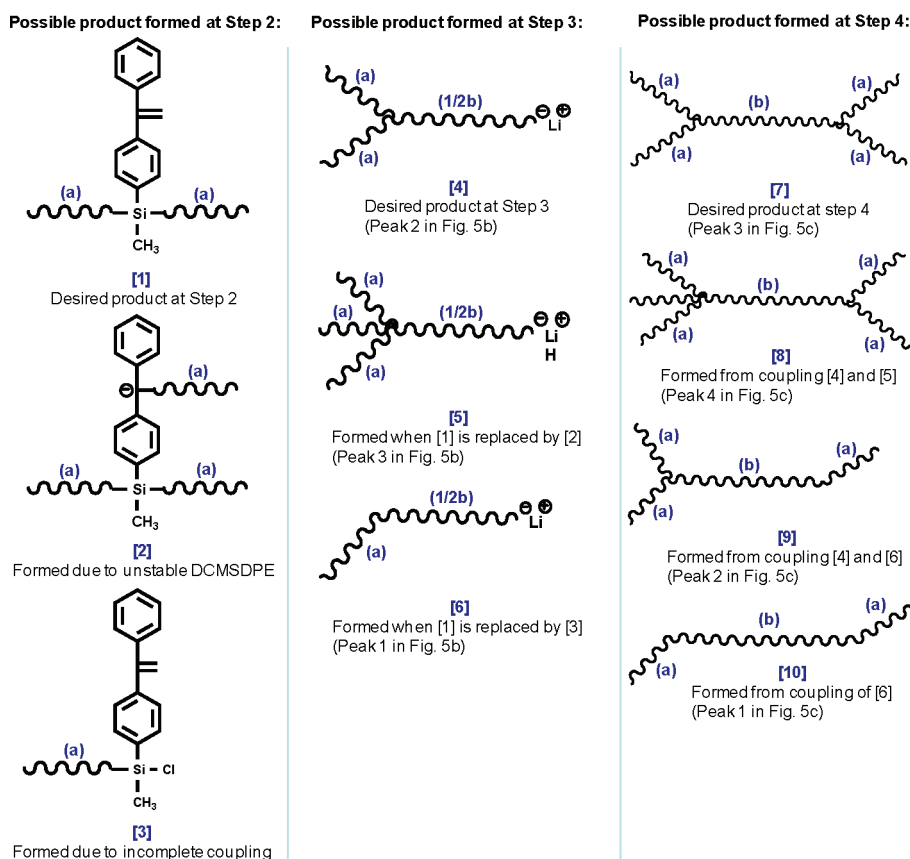 Possible product formed at Step 2:
(a)
(a)
Si
CH3
[1]
Desired product at Step 2
⊖
(a)
(a)
(a)
Si
CH3
[2]
Formed due to unstable DCMSDPE
(a)
Si
Cl
CH3
[3]
Formed due to incomplete coupling
Possible product formed at Step 3:
(a)
(1/2b)
⊖ ⊕
Li
(a)
[4]
Desired product at Step 3
(Peak 2 in Fig. 5b)
(a)
(a)
(1/2b)
⊖ ⊕
Li
H
(a)
[5]
Formed when [1] is replaced by [2]
(Peak 3 in Fig. 5b)
(1/2b)
⊖ ⊕
Li
(a)
[6]
Formed when [1] is replaced by [3]
(Peak 1 in Fig. 5b)
Possible product formed at Step 4:
(a)
(b)
(a)
(a)
(a)
[7]
Desired product at step 4
(Peak 3 in Fig. 5c)
(a)
(a)
(b)
(a)
(a)
(a)
[8]
Formed from coupling [4] and [5]
(Peak 4 in Fig. 5c)
(a)
(b)
(a)
(a)
[9]
Formed from coupling [4] and [6]
(Peak 2 in Fig. 5c)
(a)
(b)
(a)
[10]
Formed from coupling of [6]
(Peak 1 in Fig. 5c)